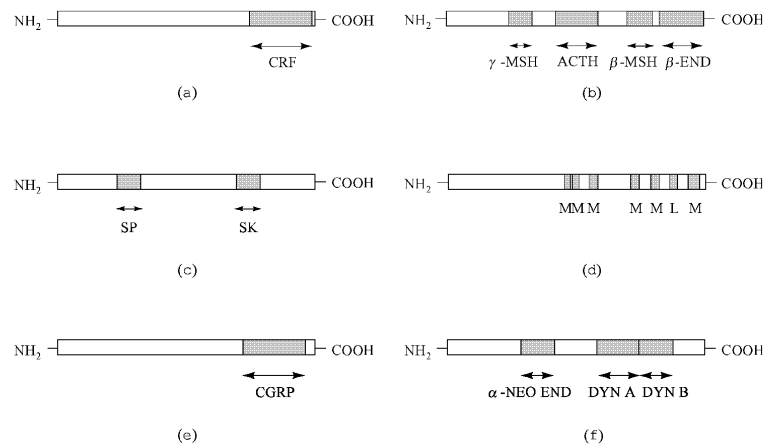 NH2 COOH
CRF
(a)
NH2 COOH
γ-MSH ACTH β-MSH β-END
(b)
NH2 COOH
SP SK
(c)
NH2 COOH
M M M M M L M
(d)
NH2 COOH
CGRP
(e)
NH2 COOH
α-NEO END DYN A DYN B
(f)